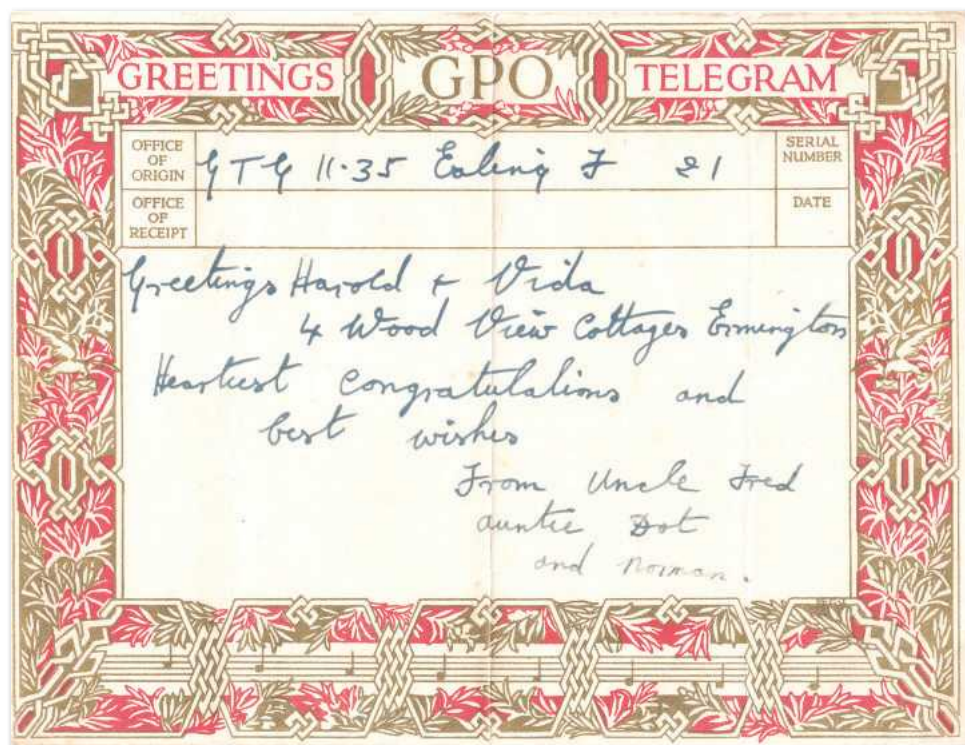 GREETINGS GPO TELEGRAM
OFFICE OF ORIGIN
GTG 11·35 Ealing F 21
SERIAL NUMBER
OFFICE OF RECEIPT
DATE
Greetings Harold + Vida
4 Wood View Cottages Ermington
Heartiest congratulations and
best wishes
From Uncle Fred
auntie Dot
and Norman.